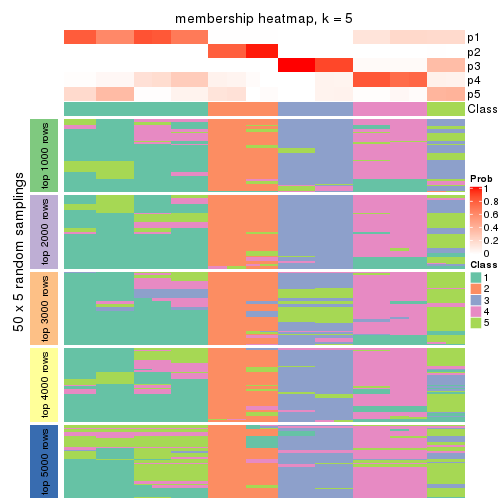 membership heatmap, k = 5
p1
p2
p3
p4
p5
Class
50 x 5 random samplings
top 1000 rows
top 2000 rows
top 3000 rows
top 4000 rows
top 5000 rows
Prob
1
0.8
0.6
0.4
0.2
0
Class
1
2
3
4
5